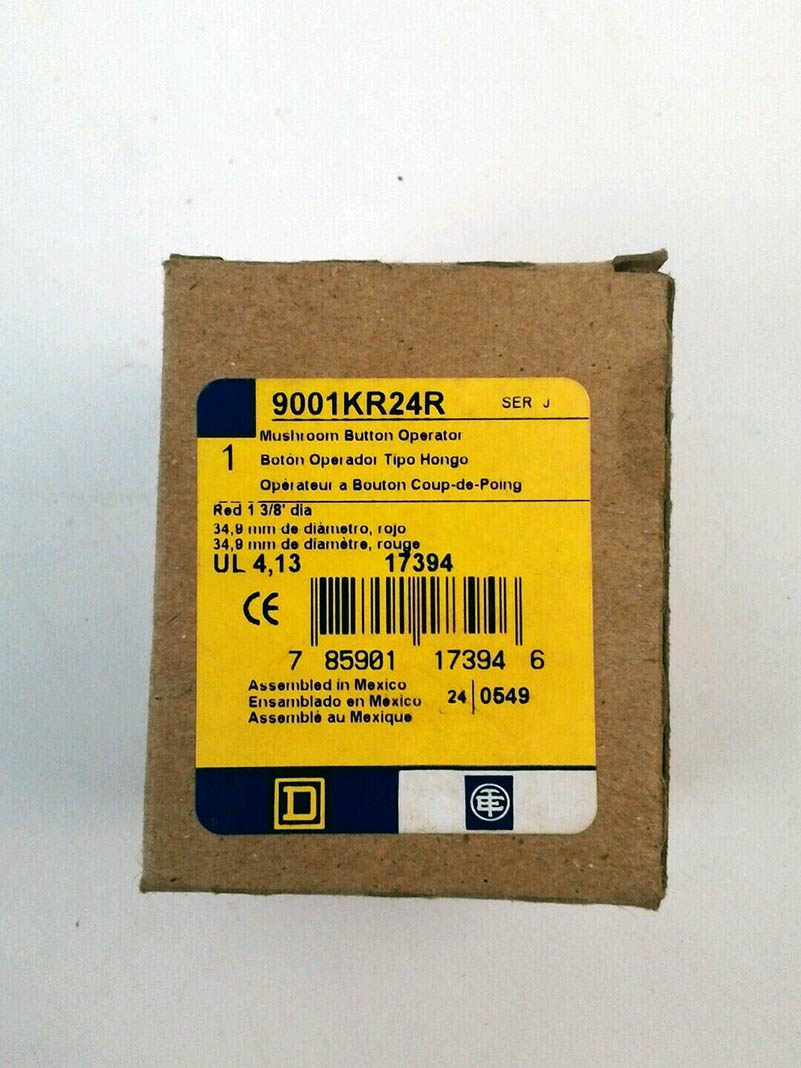 9001KR24R SER J
1
Mushroom Button Operator
Botón Operador Tipo Hongo
Opérateur a Bouton Coup-de-Poing
Red 1 3/8' dia
34,9 mm de diámetro, rojo
34,9 mm de diamètre, rouge
UL 4,13 17394
CE
7 85901 17394 6
Assembled in Mexico
Ensamblado en México
Assemblé au Mexique
24 | 0549
D
TE